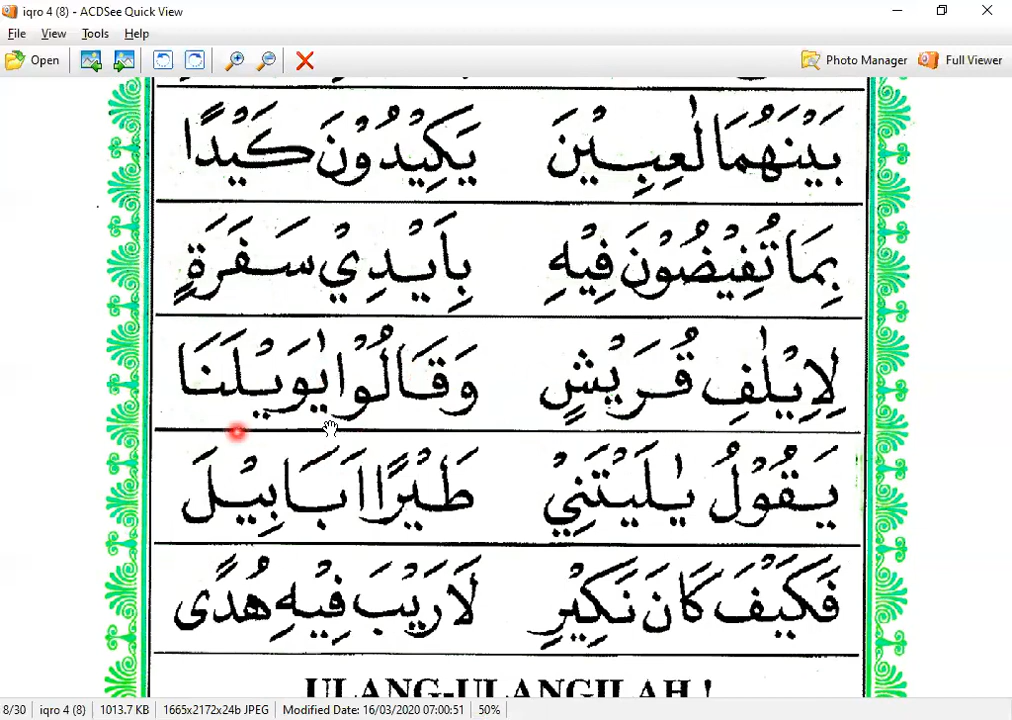 iqro 4 (8) - ACDSee Quick View
File View Tools Help
Open Photo Manager Full Viewer
بَيْنَهُمَا لٰعِبِيْنَ يَكِيْدُوْنَ كَيْدًا
بِمَا تُفِيْضُوْنَ فِيْهِ بِاَيْدِيْ سَفَرَةٍ
لِاِيْلٰفِ قُرَيْشٍ وَقَالُوْا يٰوَيْلَنَا
يَقُوْلُ يٰلَيْتَنِيْ طَيْرًا اَبَابِيْلَ
فَكَيْفَ كَانَ نَكِيْرِ لَارَيْبَ فِيْهِ هُدًى
ULANG-ULANGILAH !
8/30 iqro 4 (8) 1013.7 KB 1665x2172x24b JPEG Modified Date: 16/03/2020 07:00:51 50%